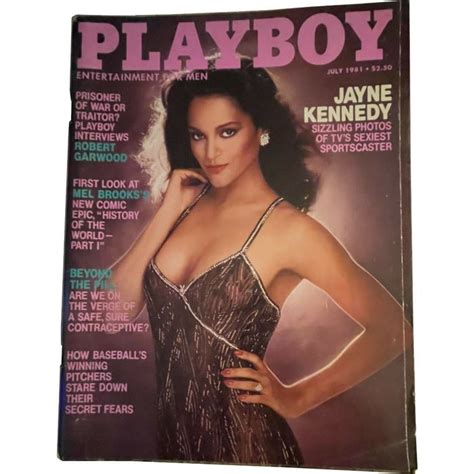 PLAYBOY
ENTERTAINMENT FOR MEN
JULY 1981 • $2.50
PRISONER
OF WAR OR
TRAITOR?
PLAYBOY
INTERVIEWS
ROBERT
GARWOOD
FIRST LOOK AT
MEL BROOKS'S
NEW COMIC
EPIC, "HISTORY
OF THE
WORLD—
PART I"
BEYOND
THE PILL
ARE WE ON
THE VERGE OF
A SAFE, SURE
CONTRACEPTIVE?
HOW BASEBALL'S
WINNING
PITCHERS
STARE DOWN
THEIR
SECRET FEARS
JAYNE
KENNEDY
SIZZLING PHOTOS
OF TV'S SEXIEST
SPORTSCASTER